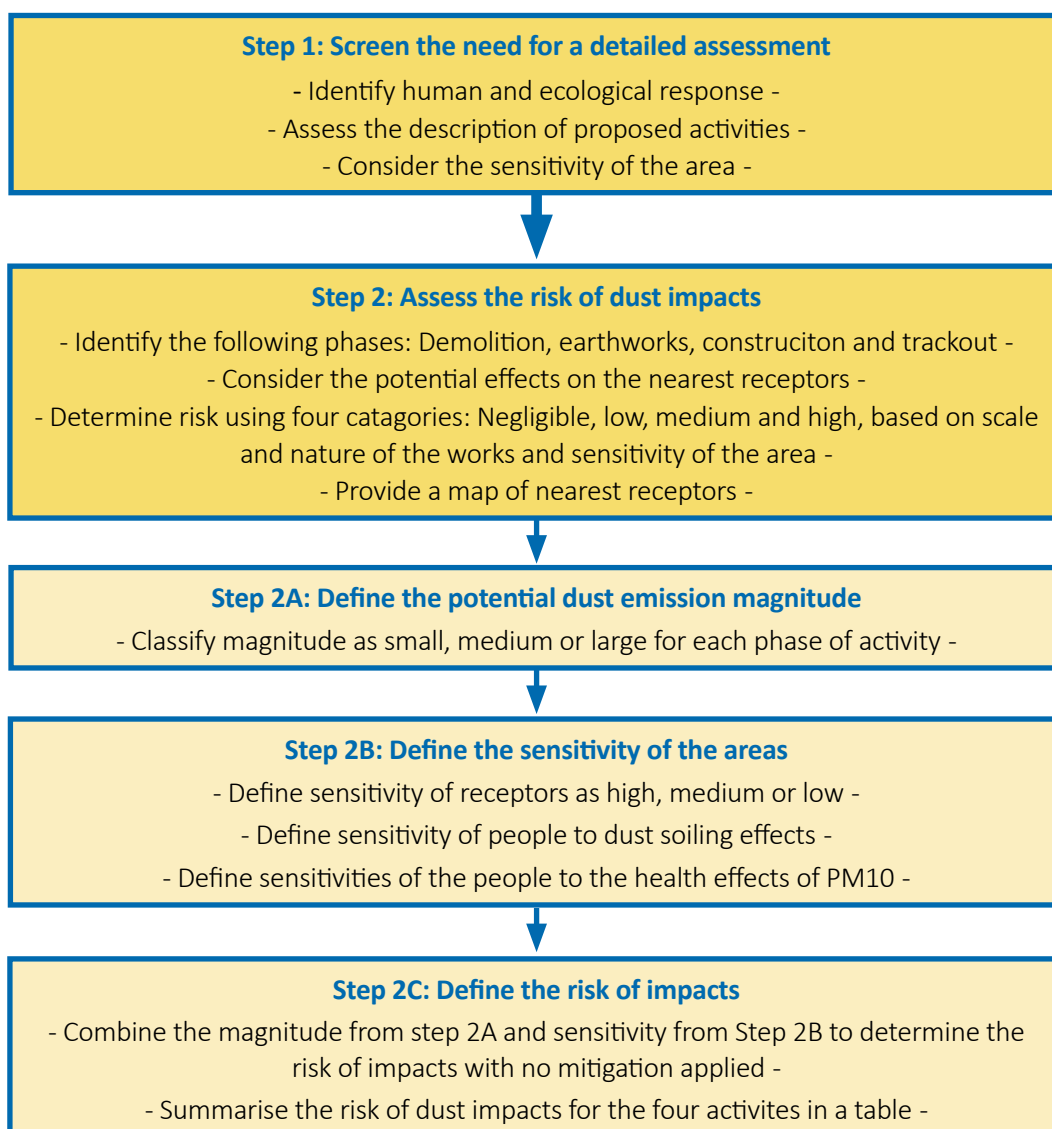 Step 1: Screen the need for a detailed assessment
- Identify human and ecological response -
- Assess the description of proposed activities -
- Consider the sensitivity of the area -
Step 2: Assess the risk of dust impacts
- Identify the following phases: Demolition, earthworks, construciton and trackout -
- Consider the potential effects on the nearest receptors -
- Determine risk using four catagories: Negligible, low, medium and high, based on scale
and nature of the works and sensitivity of the area -
- Provide a map of nearest receptors -
Step 2A: Define the potential dust emission magnitude
- Classify magnitude as small, medium or large for each phase of activity -
Step 2B: Define the sensitivity of the areas
- Define sensitivity of receptors as high, medium or low -
- Define sensitivity of people to dust soiling effects -
- Define sensitivities of the people to the health effects of PM10 -
Step 2C: Define the risk of impacts
- Combine the magnitude from step 2A and sensitivity from Step 2B to determine the
risk of impacts with no mitigation applied -
- Summarise the risk of dust impacts for the four activites in a table -